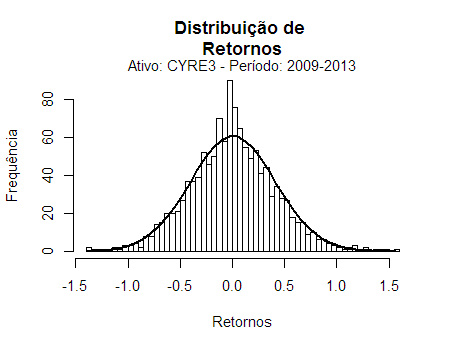 Distribuição de
Retornos
Ativo: CYRE3 - Período: 2009-2013
Frequência
80
60
40
20
0
-1.5 -1.0 -0.5 0.0 0.5 1.0 1.5
Retornos